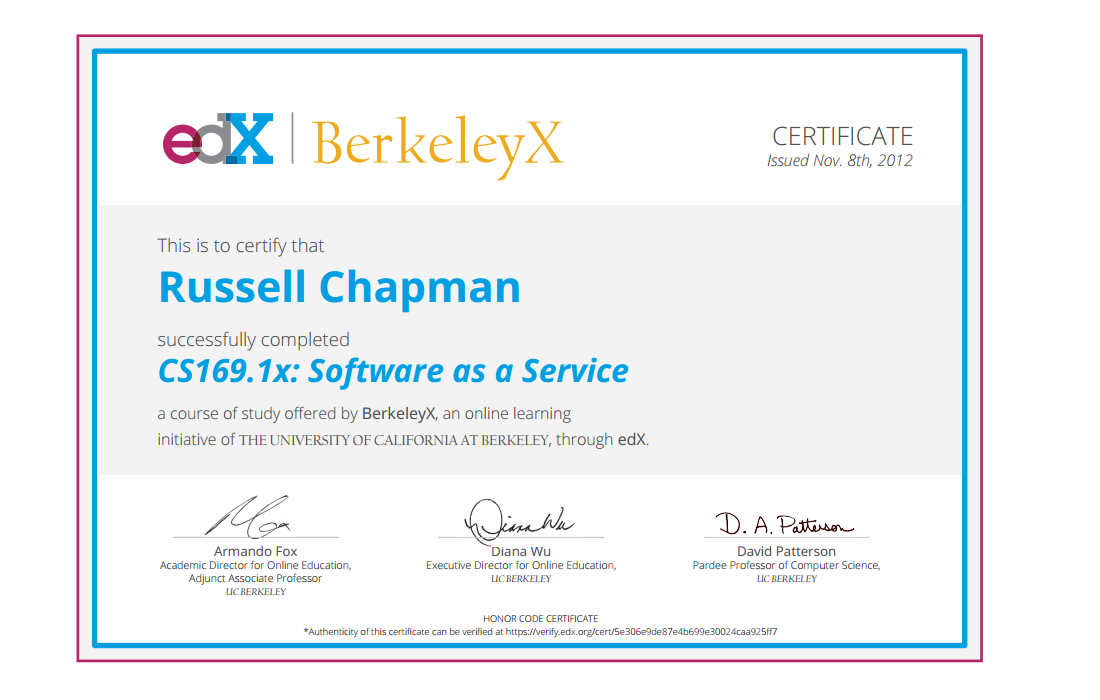 edX | BerkeleyX
CERTIFICATE
Issued Nov. 8th, 2012
This is to certify that
Russell Chapman
successfully completed
CS169.1x: Software as a Service
a course of study offered by BerkeleyX, an online learning
initiative of THE UNIVERSITY OF CALIFORNIA AT BERKELEY, through edX.
D. A. Patterson
Armando Fox
Academic Director for Online Education,
Adjunct Associate Professor
UC BERKELEY
Diana Wu
Diana Wu
Executive Director for Online Education,
UC BERKELEY
David Patterson
Pardee Professor of Computer Science,
UC BERKELEY
HONOR CODE CERTIFICATE
*Authenticity of this certificate can be verified at https://verify.edx.org/cert/5e306e9de87e4b699e30024caa925ff7